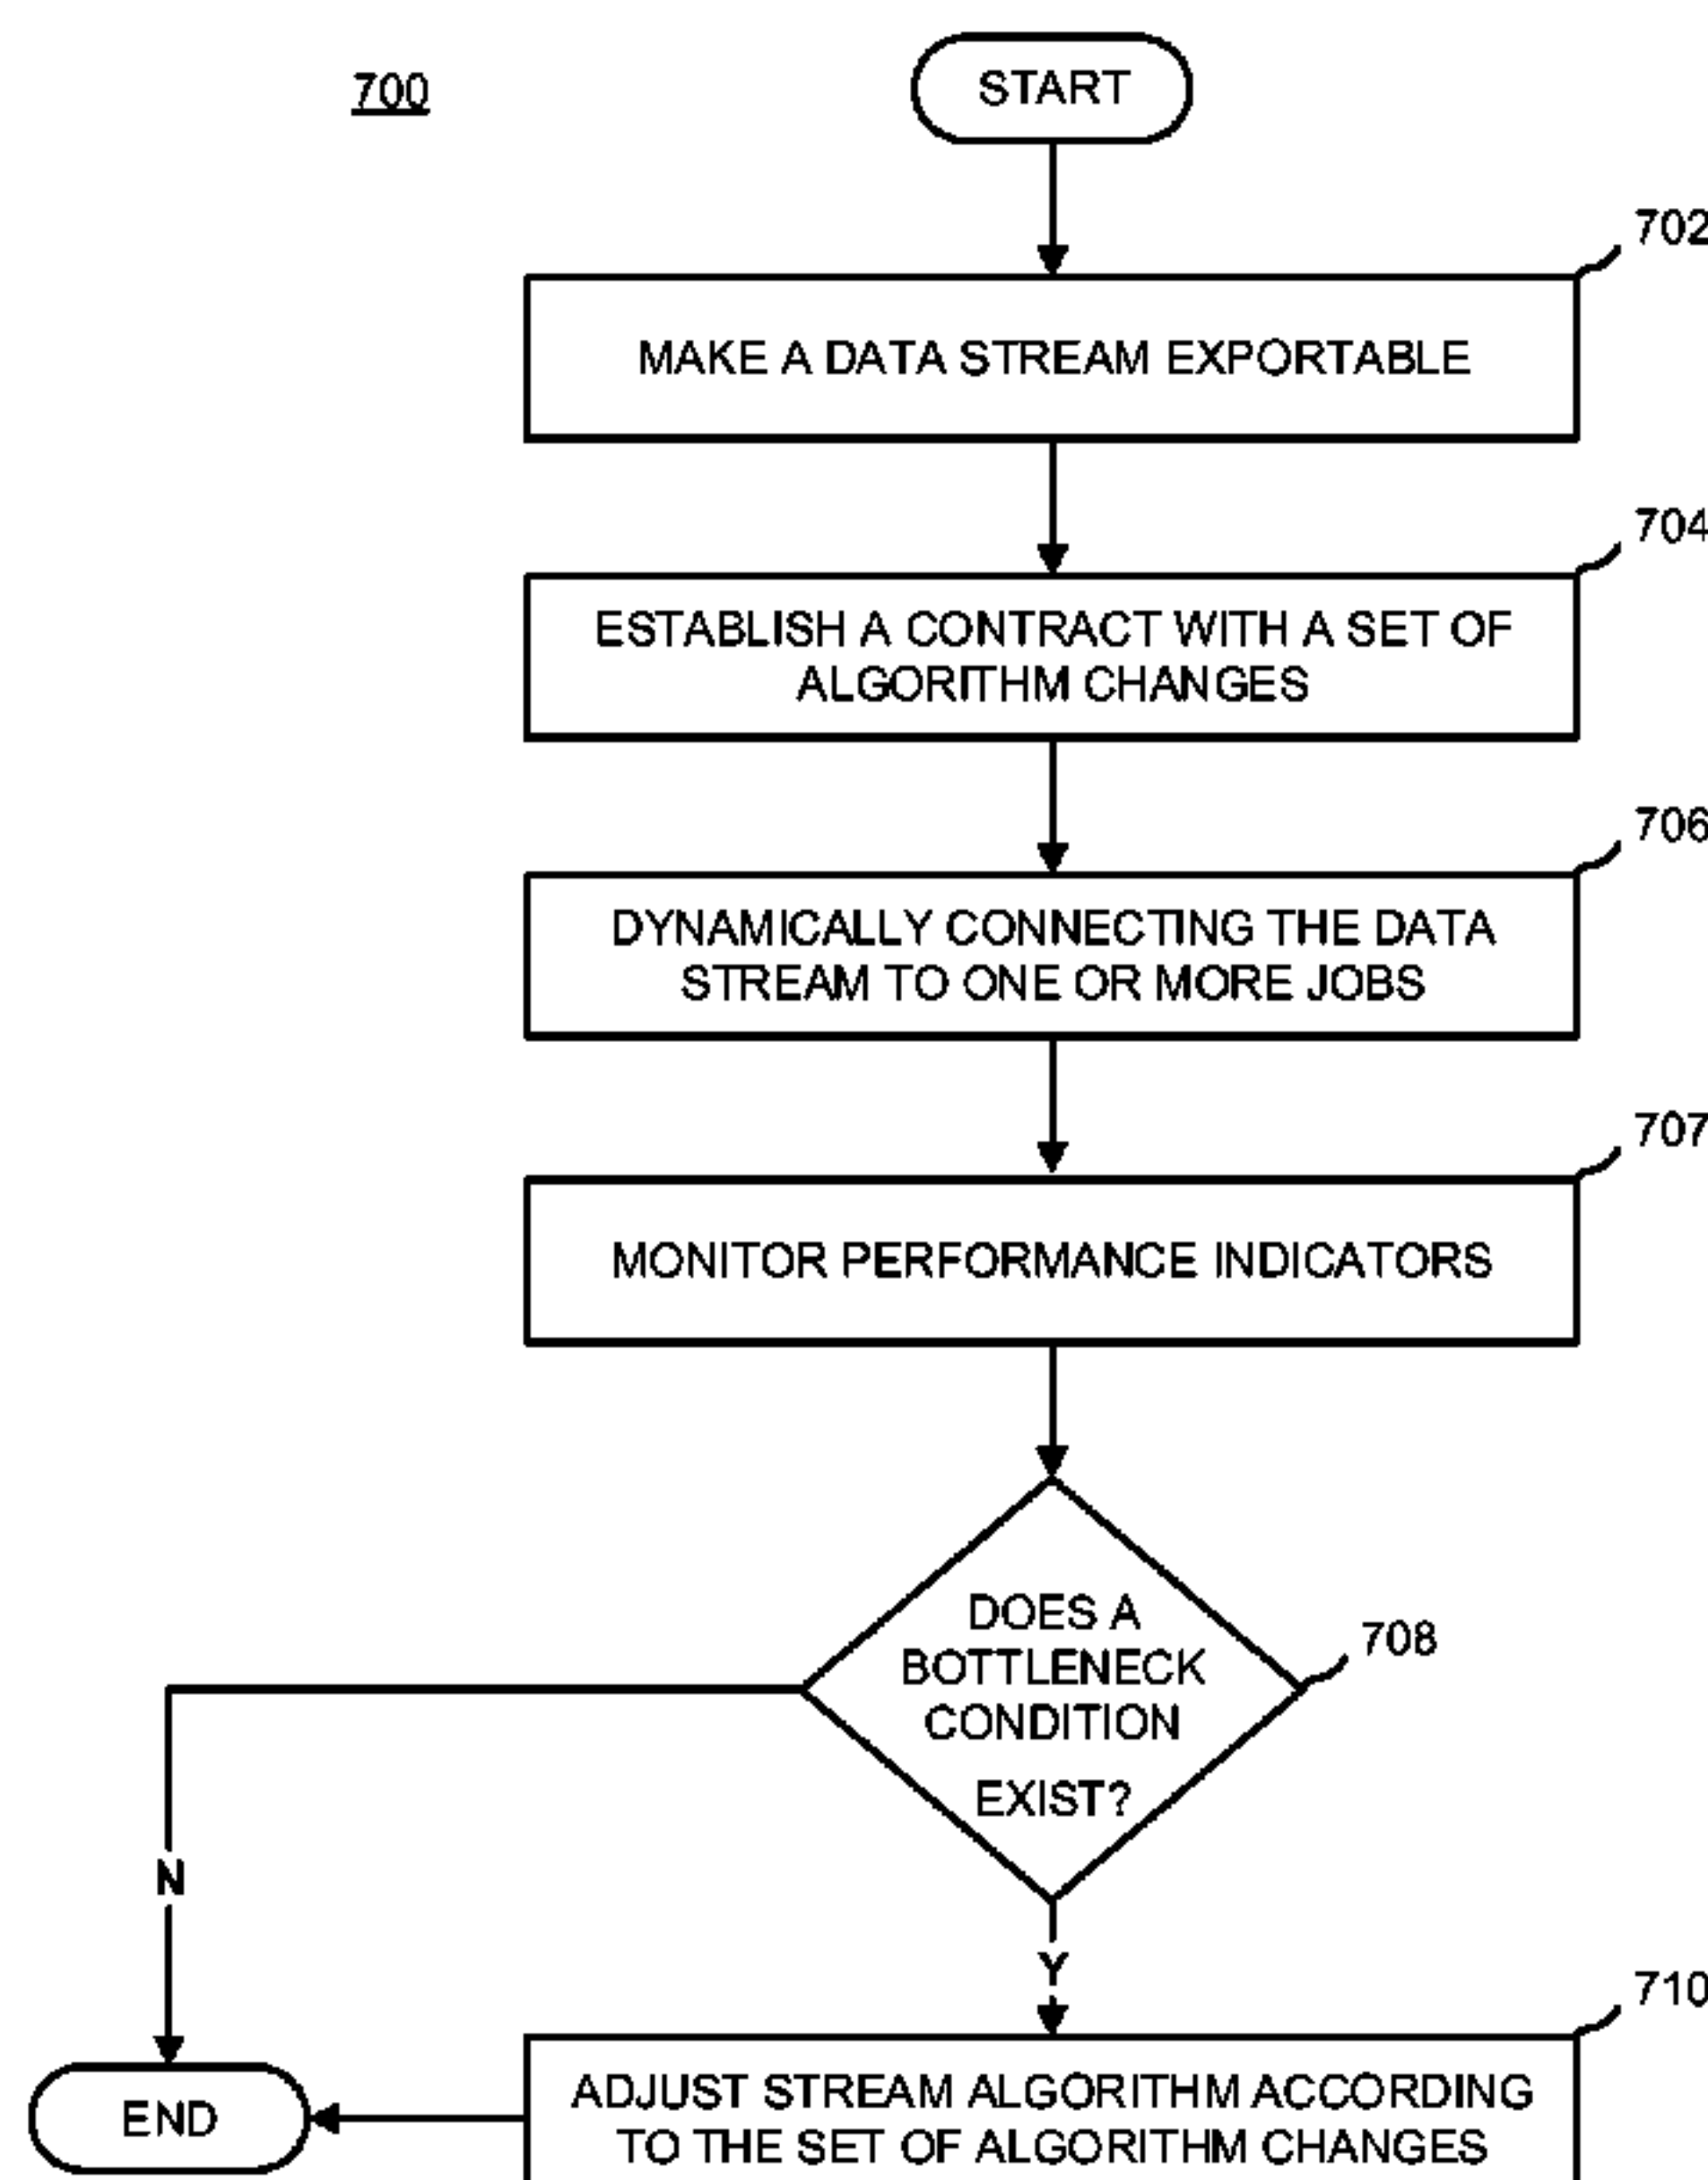 700
START
702
MAKE A DATA STREAM EXPORTABLE
704
ESTABLISH A CONTRACT WITH A SET OF
ALGORITHM CHANGES
706
DYNAMICALLY CONNECTING THE DATA
STREAM TO ONE OR MORE JOBS
707
MONITOR PERFORMANCE INDICATORS
DOES A
BOTTLENECK
CONDITION
EXIST?
708
N
Y
710
ADJUST STREAM ALGORITHM ACCORDING
TO THE SET OF ALGORITHM CHANGES
END